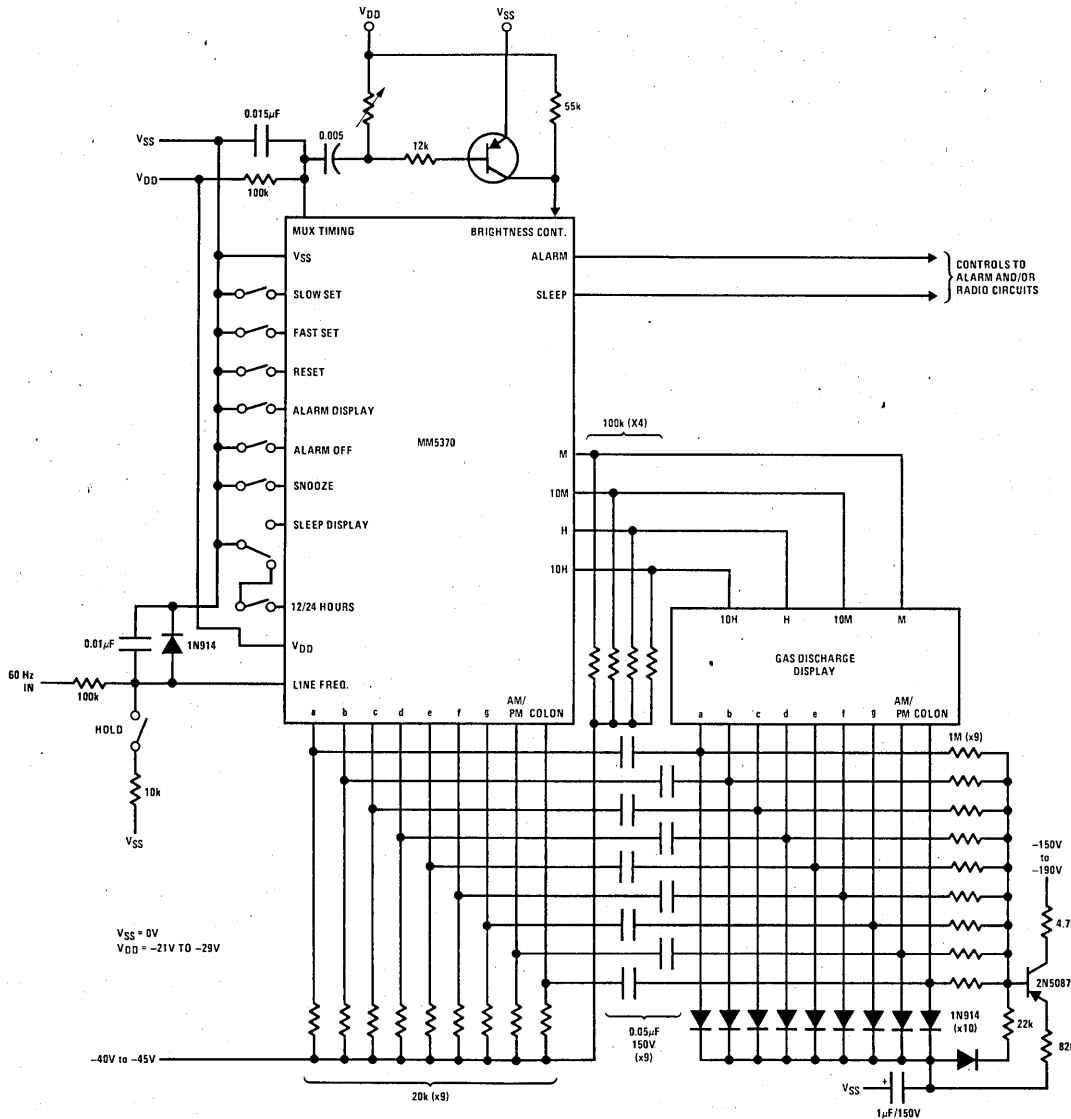 VDD
VSS
0.015µF
0.005
12k
55k
VSS
VDD
100k
MUX TIMING
BRIGHTNESS CONT.
VSS
ALARM
SLOW SET
SLEEP
CONTROLS TO
ALARM AND/OR
RADIO CIRCUITS
FAST SET
RESET
ALARM DISPLAY
ALARM OFF
SNOOZE
SLEEP DISPLAY
12/24 HOURS
VDD
LINE FREQ.
MM5370
100k (X4)
M
10M
H
10H
0.01µF
1N914
60 Hz
IN
100k
HOLD
10k
VSS
10H H 10M M
GAS DISCHARGE
DISPLAY
a b c d e f g AM/PM COLON
a b c d e f g AM/PM COLON
1M (x9)
−150V
to
−190V
4.7
2N5087
22k
82
1N914
(x10)
VSS = 0V
VDD = −21V TO −29V
0.05µF
150V
(x9)
−40V to −45V
20k (x9)
VSS
+
1µF/150V